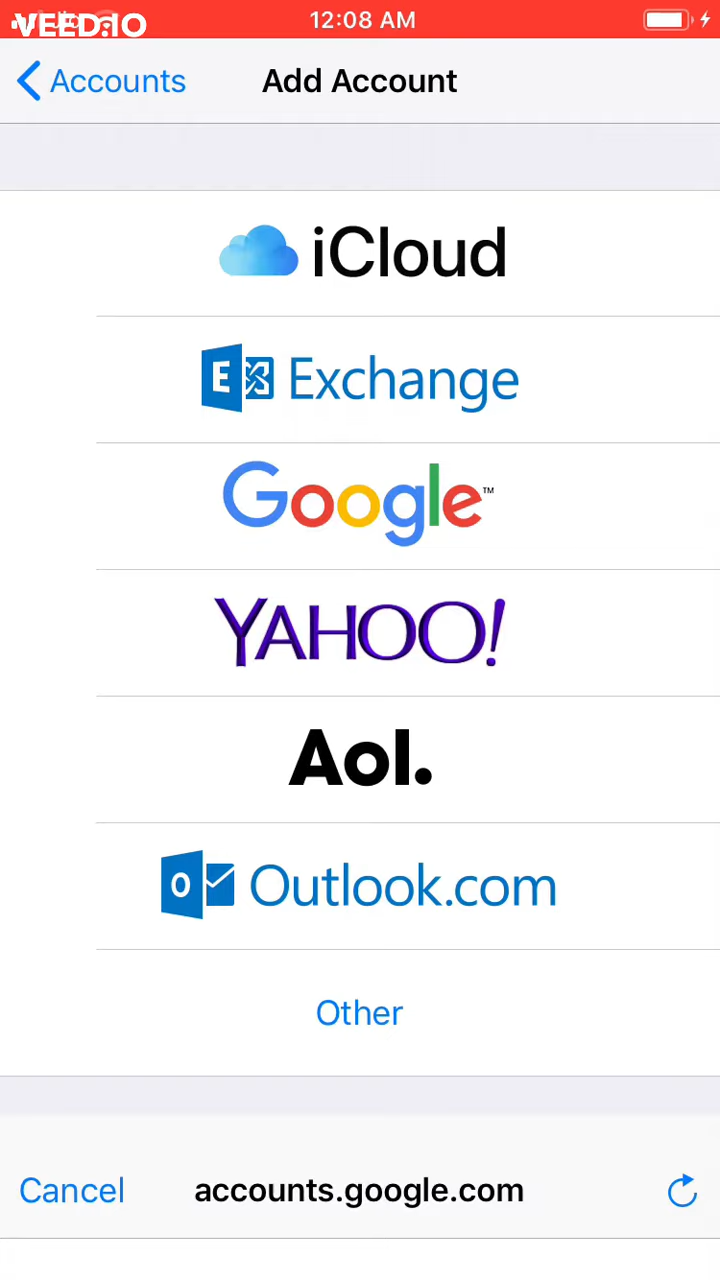 VEED.IO
12:08 AM
Accounts
Add Account
iCloud
E Exchange
Google™
YAHOO!
Aol.
O Outlook.com
Other
Cancel
accounts.google.com